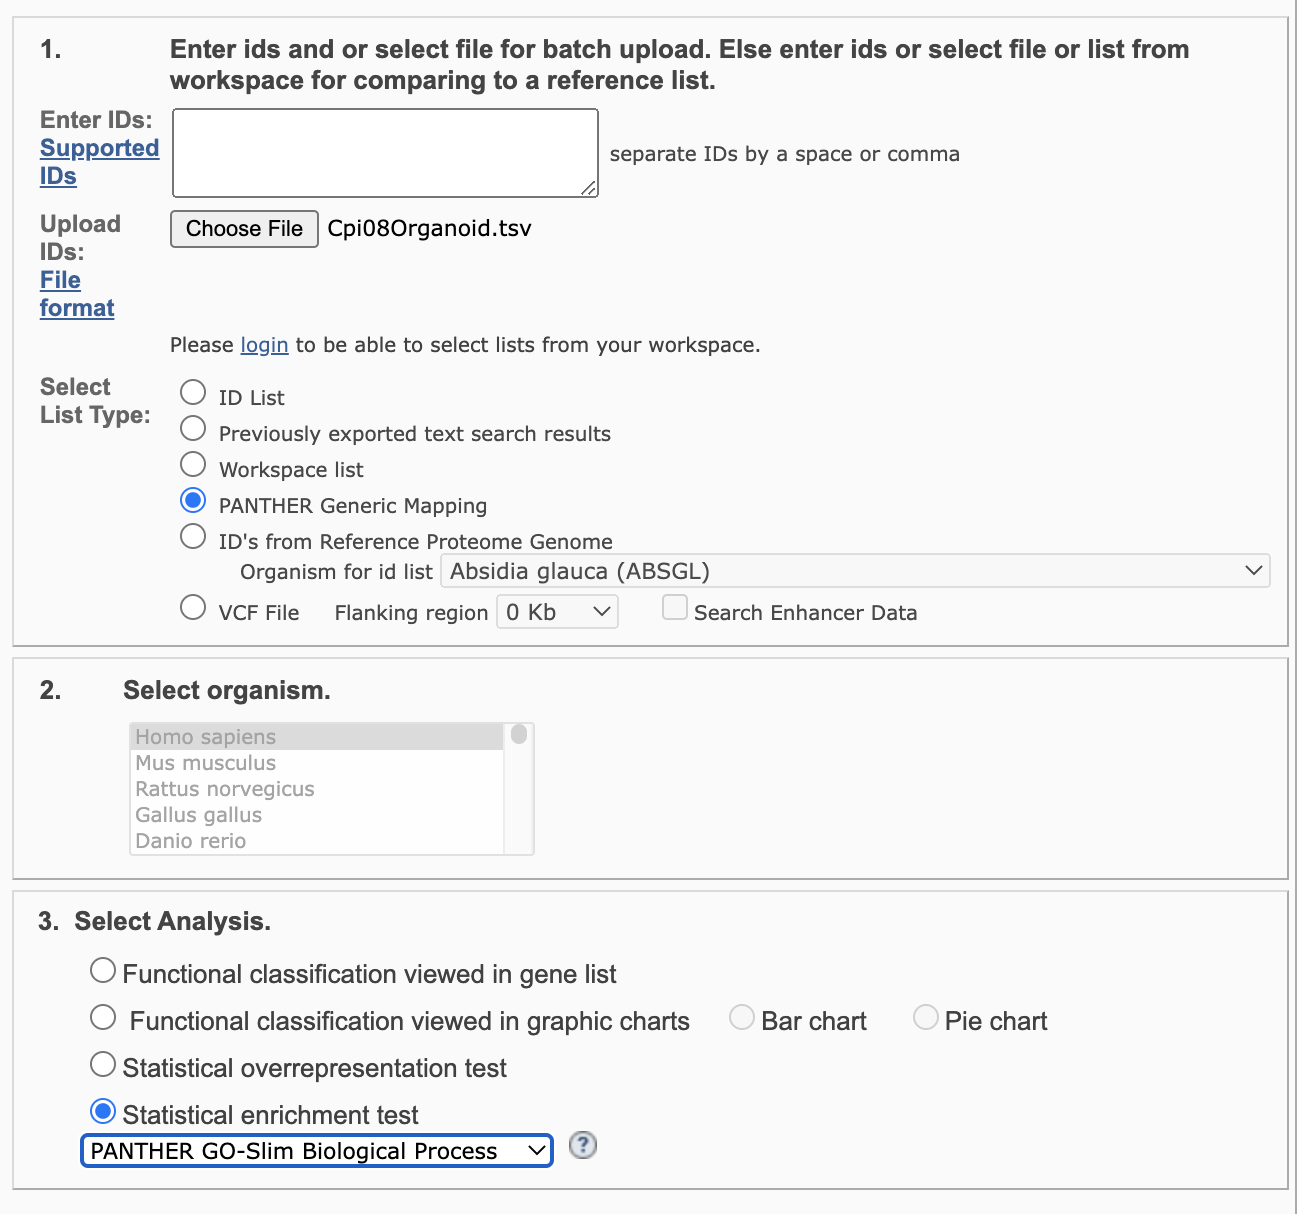 1. Enter ids and or select file for batch upload. Else enter ids or select file or list from
workspace for comparing to a reference list.
Enter IDs:
Supported
IDs
separate IDs by a space or comma
Upload
IDs:
File
format
Choose File Cpi08Organoid.tsv
Please login to be able to select lists from your workspace.
Select
List Type:
ID List
Previously exported text search results
Workspace list
PANTHER Generic Mapping
ID's from Reference Proteome Genome
Organism for id list Absidia glauca (ABSGL)
VCF File Flanking region 0 Kb Search Enhancer Data
2. Select organism.
Homo sapiens
Mus musculus
Rattus norvegicus
Gallus gallus
Danio rerio
3. Select Analysis.
Functional classification viewed in gene list
Functional classification viewed in graphic charts Bar chart Pie chart
Statistical overrepresentation test
Statistical enrichment test
PANTHER GO-Slim Biological Process ?